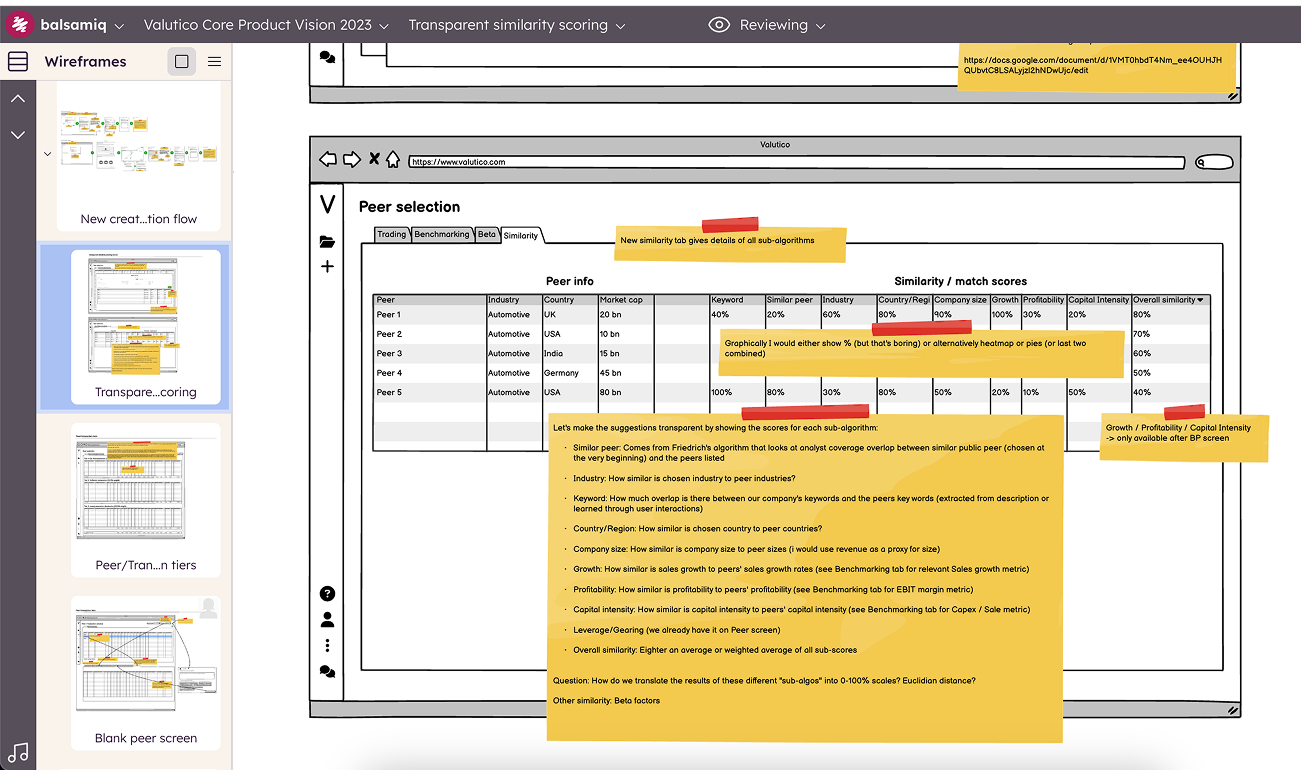 balsamiq
Valutico Core Product Vision 2023
Transparent similarity scoring
Reviewing
Wireframes
New creat...tion flow
Transpare...coring
Peer/Tran...n tiers
Blank peer screen
https://docs.google.com/document/d/1VMT0hbdT4Nm_ee4OUHJH
QUbvtC8LSALyjzI2hNDwUjc/edit
Valutico
https://www.valutico.com
V
Peer selection
Trading
Benchmarking
Beta
Similarity
New similarity tab gives details of all sub-algorithms
Peer info
Similarity / match scores
Peer Industry Country Market cap Keyword Similar peer Industry Country/Regi Company size Growth Profitability Capital Intensity Overall similarity
Peer 1 Automotive UK 20 bn 40% 20% 60% 80% 90% 100% 30% 20% 80%
Peer 2 Automotive USA 10 bn 70%
Peer 3 Automotive India 15 bn 60%
Peer 4 Automotive Germany 45 bn 50%
Peer 5 Automotive USA 80 bn 100% 80% 30% 80% 50% 20% 10% 50% 40%
Graphically I would either show % (but that's boring) or alternatively heatmap or pies (or last two
combined)
Growth / Profitability / Capital Intensity
-> only available after BP screen
Let's make the suggestions transparent by showing the scores for each sub-algorithm:
· Similar peer: Comes from Friedrich's algorithm that looks at analyst coverage overlap between similar public peer (chosen at
the very beginning) and the peers listed
· Industry: How similar is chosen industry to peer industries?
· Keyword: How much overlap is there between our company's keywords and the peers key words (extracted from description or
learned through user interactions)
· Country/Region: How similar is chosen country to peer countries?
· Company size: How similar is company size to peer sizes (i would use revenue as a proxy for size)
· Growth: How similar is sales growth to peers' sales growth rates (see Benchmarking tab for relevant Sales growth metric)
· Profitability: How similar is profitability to peers' profitability (see Benchmarking tab for EBIT margin metric)
· Capital intensity: How similar is capital intensity to peers' capital intensity (see Benchmarking tab for Capex / Sale metric)
· Leverage/Gearing (we already have it on Peer screen)
· Overall similarity: Eighter an average or weighted average of all sub-scores
Question: How do we translate the results of these different "sub-algos" into 0-100% scales? Euclidian distance?
Other similarity: Beta factors